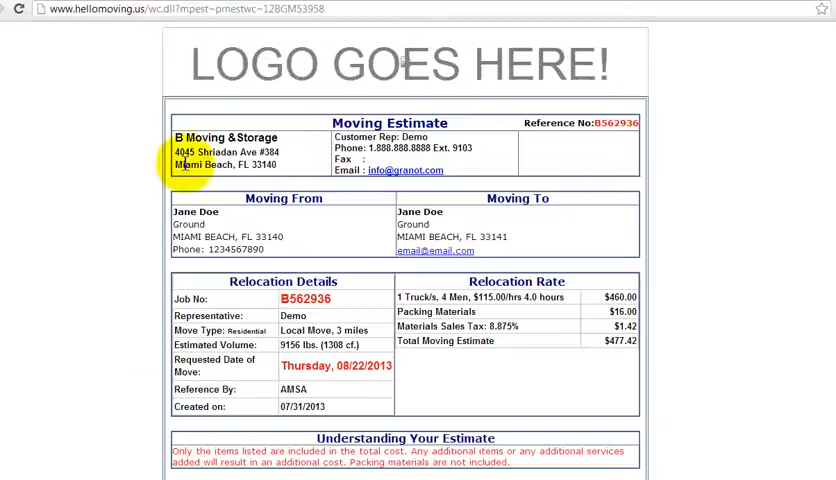 www.hellomoving.us/wc.dll?mpest~pmestwc~12BGM53958
LOGO GOES HERE!
Moving Estimate
Reference No:B562936
B Moving & Storage
4045 Shriadan Ave #384
Miami Beach, FL 33140
Customer Rep: Demo
Phone: 1.888.888.8888 Ext. 9103
Fax :
Email : info@granot.com
Moving From
Jane Doe
Ground
MIAMI BEACH, FL 33140
Phone: 1234567890
Moving To
Jane Doe
Ground
MIAMI BEACH, FL 33141
email@email.com
Relocation Details
Job No: B562936
Representative: Demo
Move Type: Residential Local Move, 3 miles
Estimated Volume: 9156 lbs. (1308 cf.)
Requested Date of
Move: Thursday, 08/22/2013
Reference By: AMSA
Created on: 07/31/2013
Relocation Rate
1 Truck/s, 4 Men, $115.00/hrs 4.0 hours $460.00
Packing Materials $16.00
Materials Sales Tax: 8.875% $1.42
Total Moving Estimate $477.42
Understanding Your Estimate
Only the items listed are included in the total cost. Any additional items or any additional services
added will result in an additional cost. Packing materials are not included.